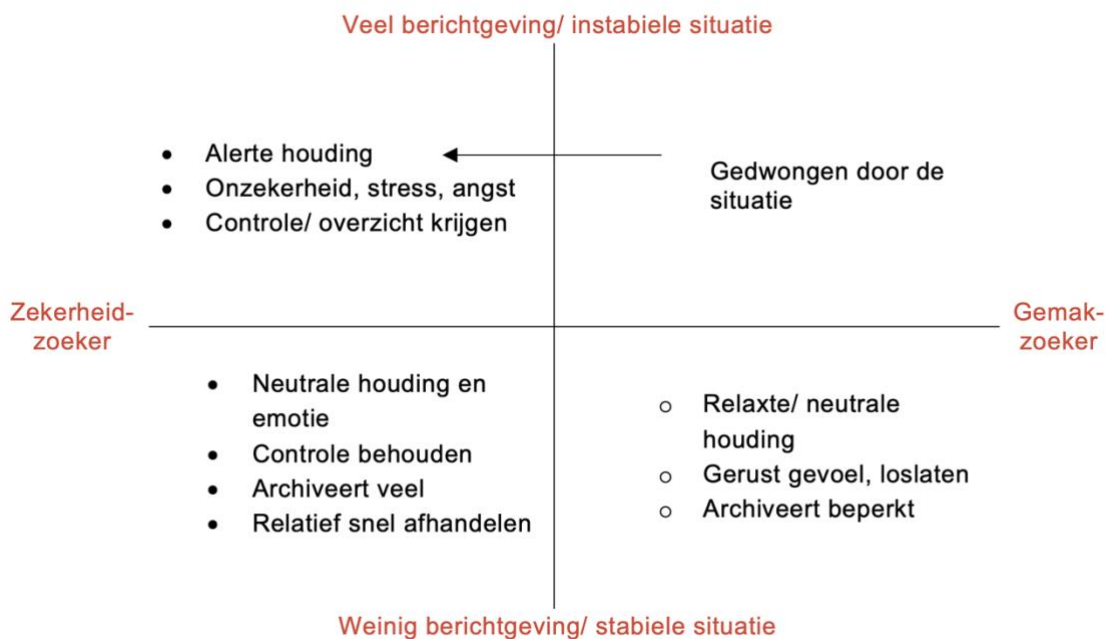 Veel berichtgeving/ instabiele situatie
• Alerte houding
• Onzekerheid, stress, angst
• Controle/ overzicht krijgen
Gedwongen door de
situatie
Zekerheid-
zoeker
Gemak-
zoeker
• Neutrale houding en
emotie
• Controle behouden
• Archiveert veel
• Relatief snel afhandelen
o Relaxte/ neutrale
houding
o Gerust gevoel, loslaten
o Archiveert beperkt
Weinig berichtgeving/ stabiele situatie